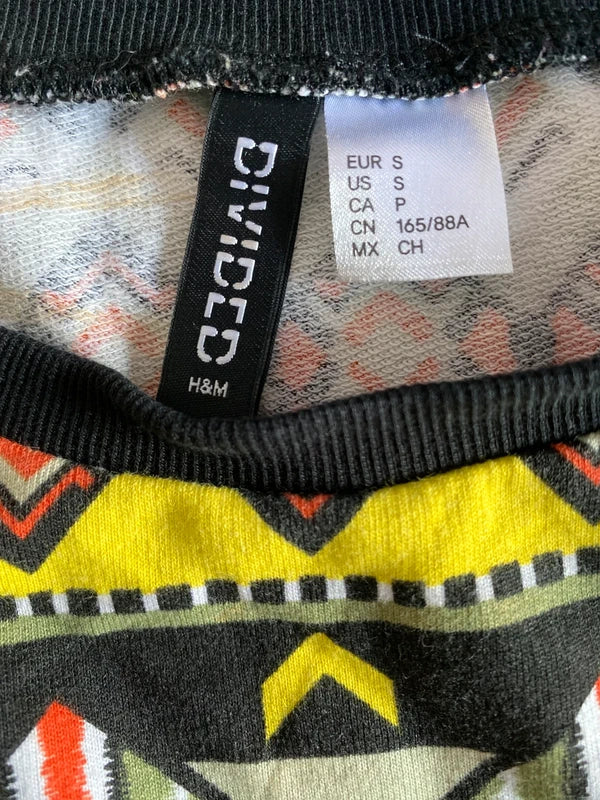 DIVIDED
H&M
EUR S
US S
CA P
CN 165/88A
MX CH